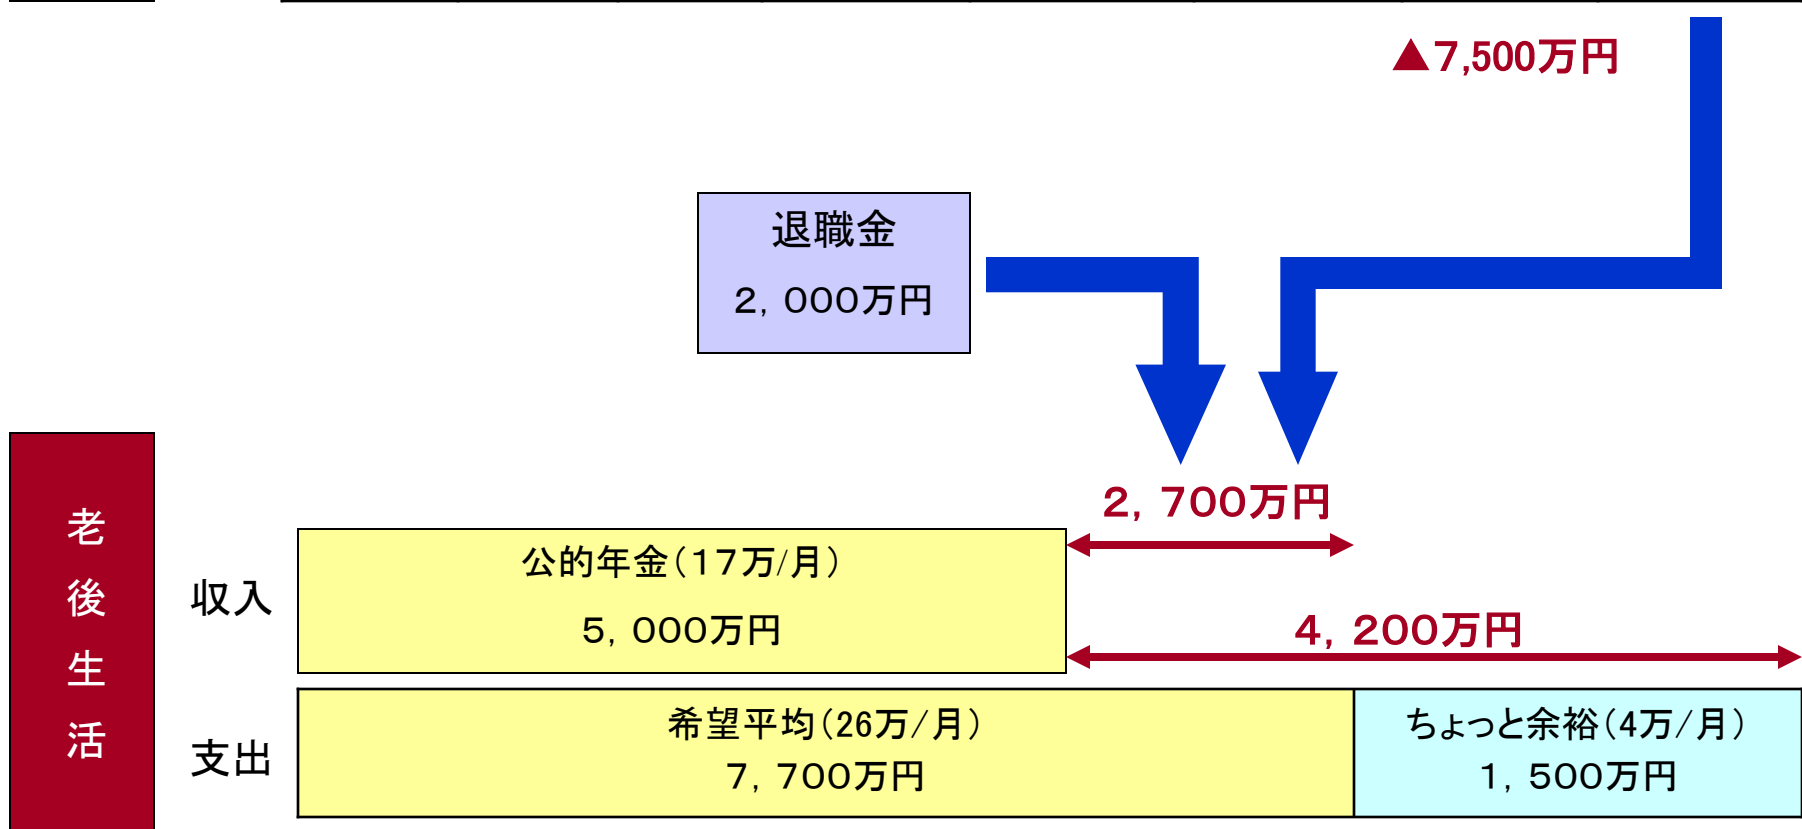 ▲7,500万円
退職金
2，000万円
2，700万円
老後生活
収入
公的年金（17万/月）
5，000万円
4，200万円
支出
希望平均（26万/月）
7，700万円
ちょっと余裕（4万/月）
1，500万円